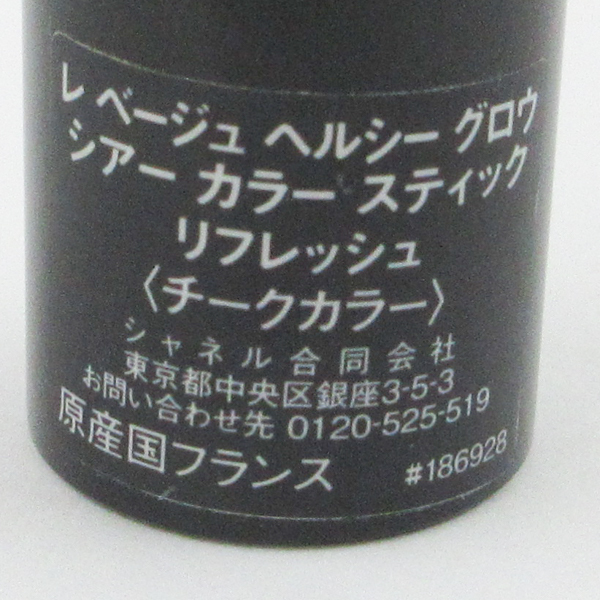 レ ベージュ ヘルシー グロウ
シアー カラー スティック
リフレッシュ
〈チークカラー〉
シャネル合同会社
東京都中央区銀座3-5-3
お問い合わせ先 0120-525-519
原産国フランス #186928